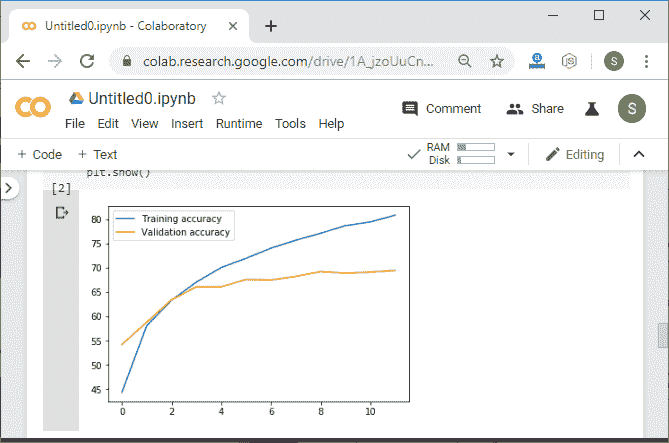 Untitled0.ipynb - Colaboratory
colab.research.google.com/drive/1A_jzoUuCn...
S
Untitled0.ipynb
Comment
Share
S
File Edit View Insert Runtime Tools Help
+ Code + Text
RAM
Disk
Editing
plt.show()
[2]
Training accuracy
Validation accuracy
80
75
70
65
60
55
50
45
0 2 4 6 8 10